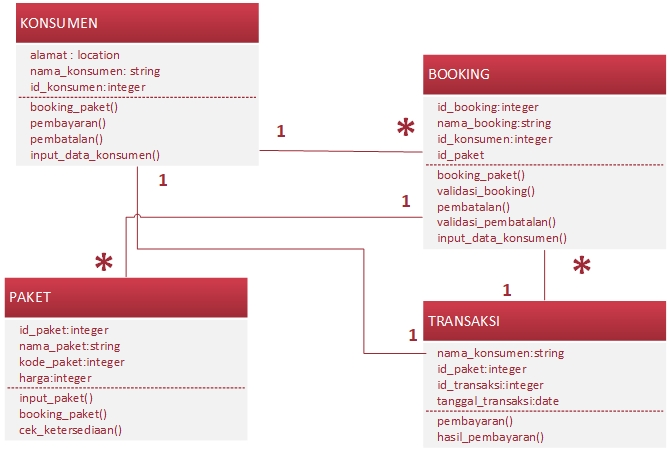 KONSUMEN
alamat : location
nama_konsumen: string
id_konsumen:integer
booking_paket()
pembayaran()
pembatalan()
input_data_konsumen()
BOOKING
id_booking:integer
nama_booking:string
id_konsumen:integer
id_paket
booking_paket()
validasi_booking()
pembatalan()
validasi_pembatalan()
input_data_konsumen()
1
*
1
1
*
*
1
1
PAKET
id_paket:integer
nama_paket:string
kode_paket:integer
harga:integer
input_paket()
booking_paket()
cek_ketersediaan()
TRANSAKSI
nama_konsumen:string
id_paket:integer
id_transaksi:integer
tanggal_transaksi:date
pembayaran()
hasil_pembayaran()